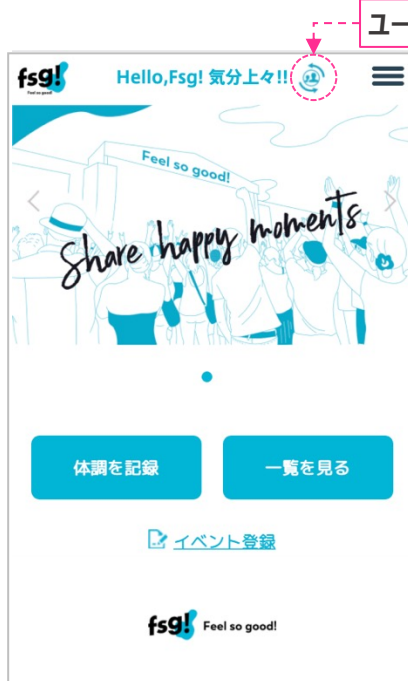 ユー
fsg!
Feel so good!
Hello,Fsg! 気分上々!!
Feel so good!
Share happy moments
体調を記録
一覧を見る
イベント登録
fsg! Feel so good!